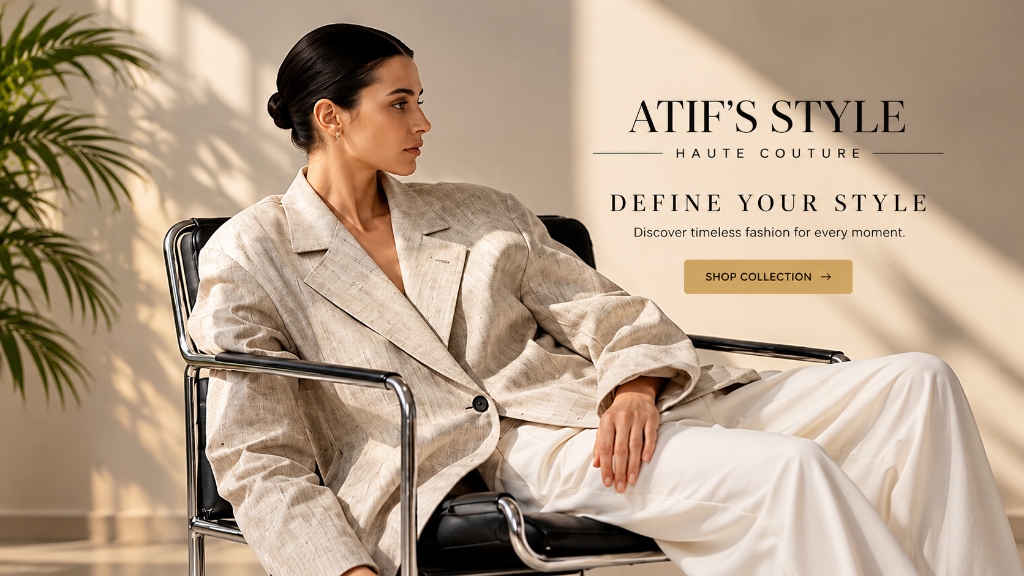 ATIF’S STYLE
HAUTE COUTURE
DEFINE YOUR STYLE
Discover timeless fashion for every moment.
SHOP COLLECTION →